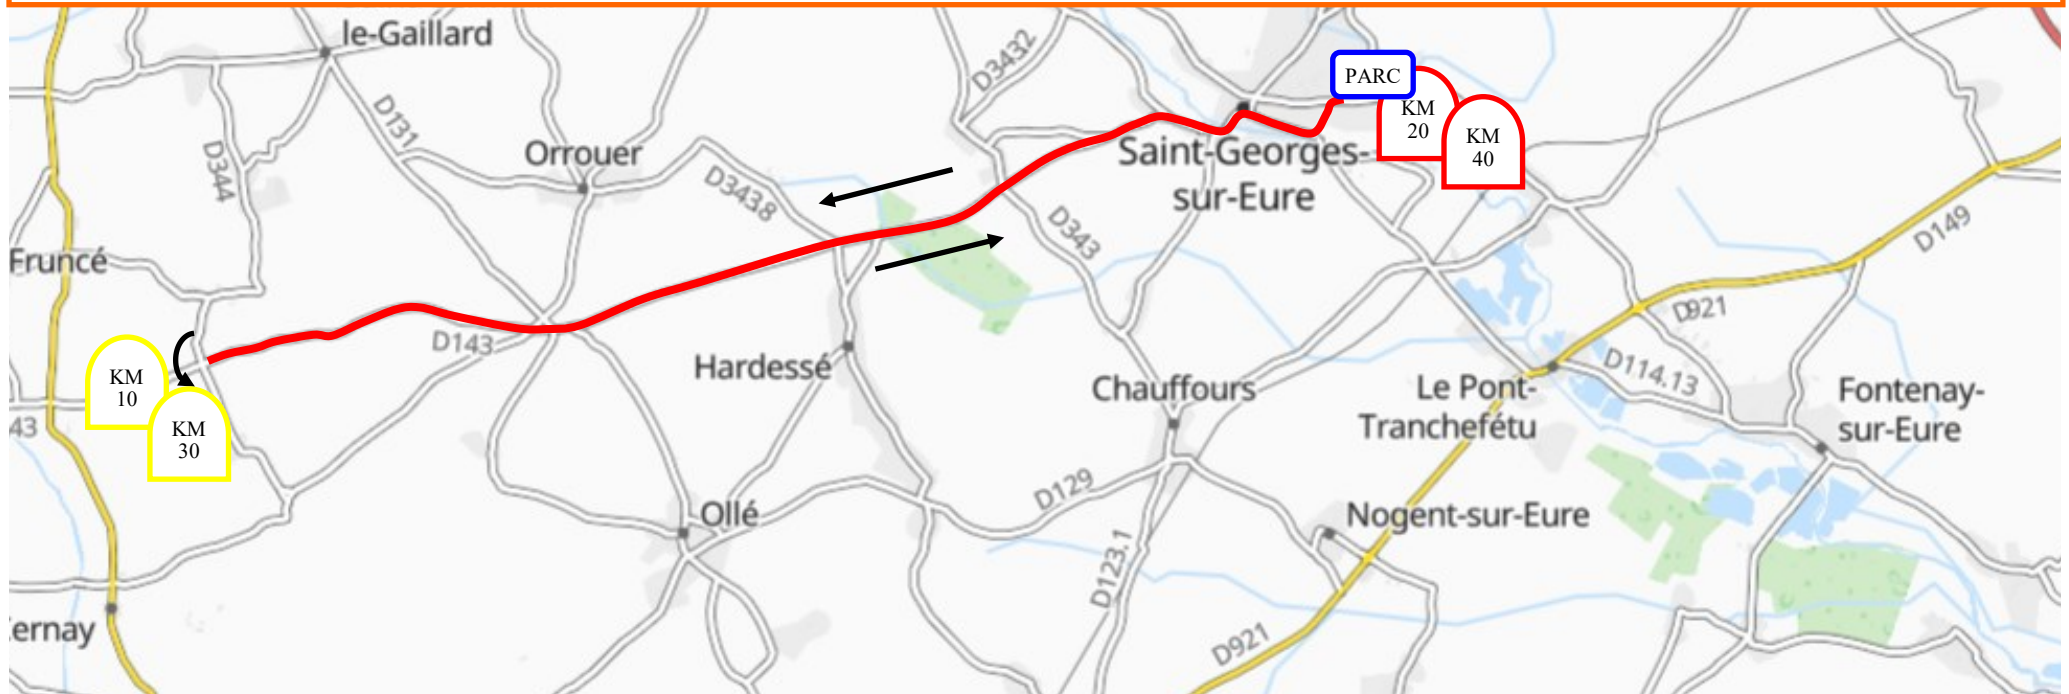 le-Gaillard
D3432
PARC
KM
20
KM
40
D131
Orrouer
D344
D343.8
Saint-Georges-
sur-Eure
D343
D149
Fruncé
D921
D143
Hardessé
KM
10
KM
30
43
Chauffours
Le Pont-
Tranchefétu
D114.13
Fontenay-
sur-Eure
D129
Ollé
Nogent-sur-Eure
D123.1
ernay
D921